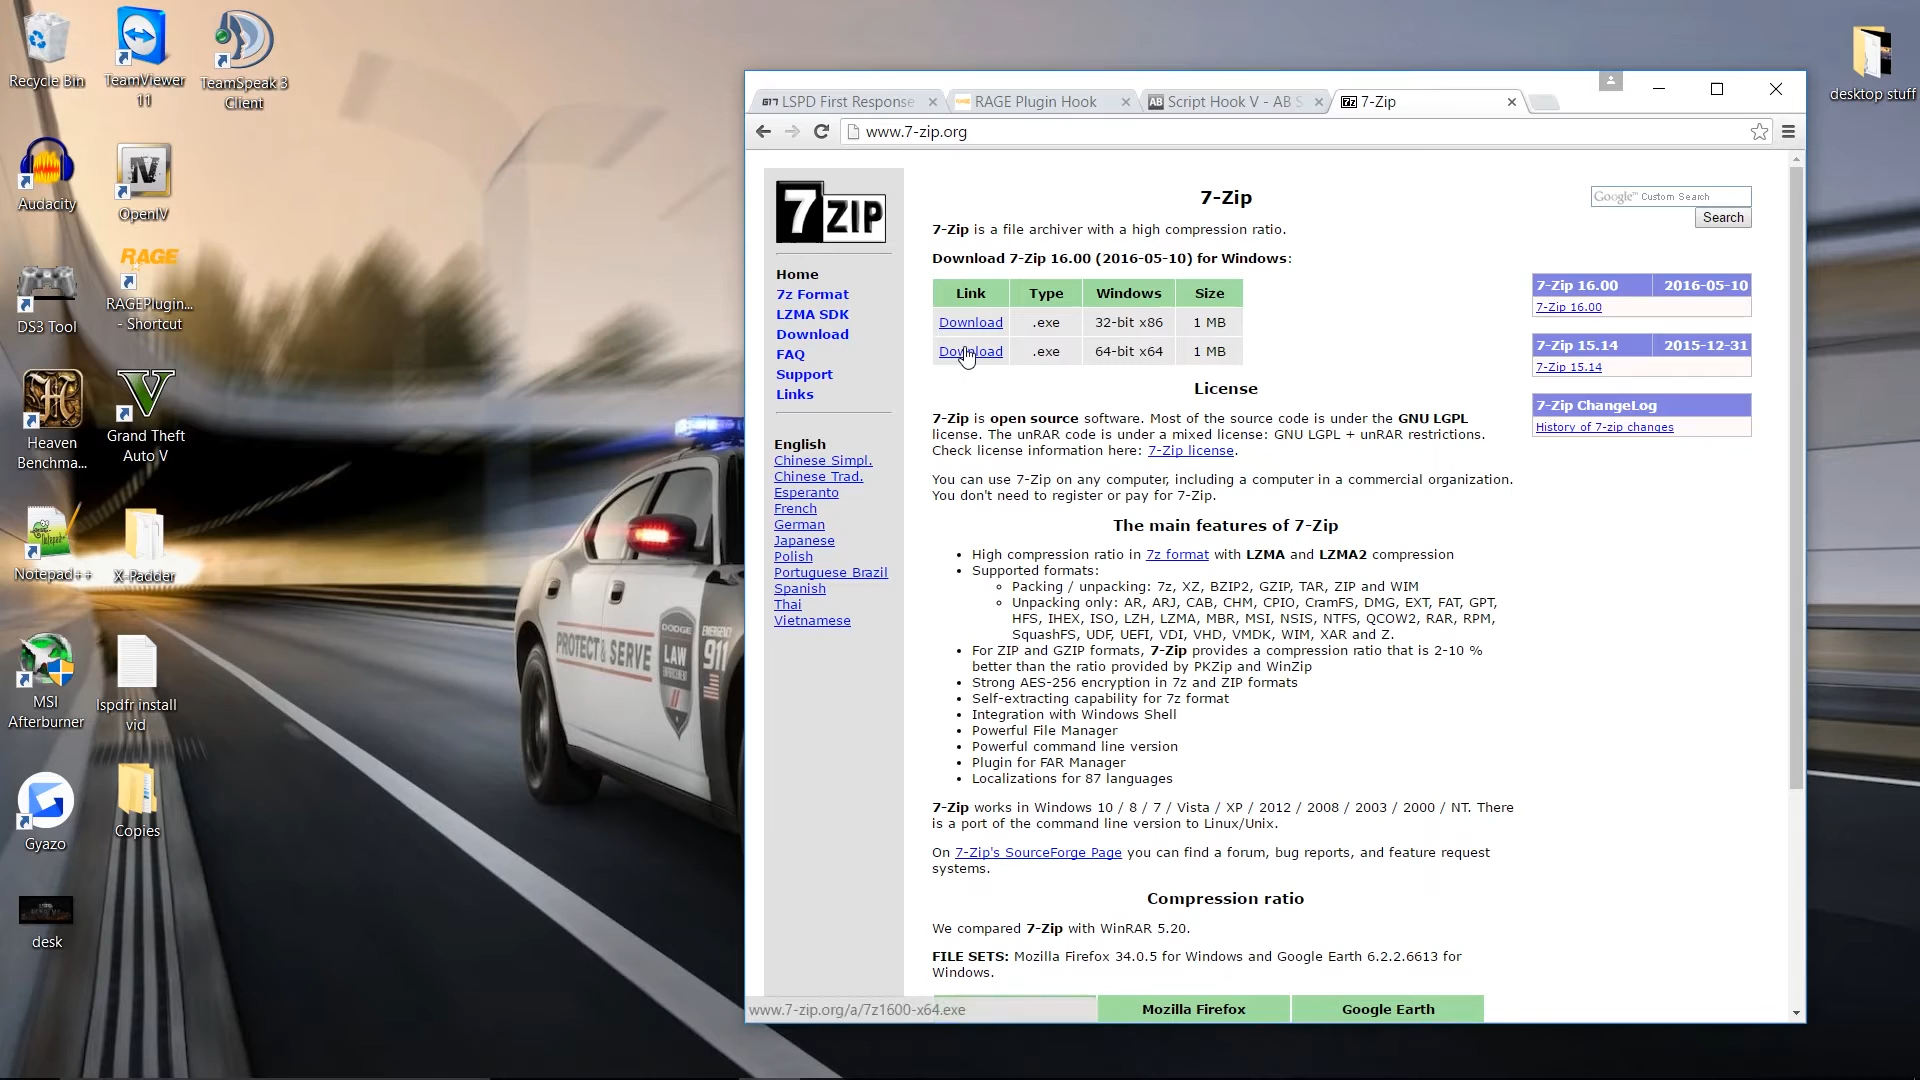 Recycle Bin
TeamViewer
11
TeamSpeak 3
Client
desktop stuff
Audacity
OpenIV
DS3 Tool
RAGE
RAGEPlugin...
- Shortcut
Heaven
Benchma...
Grand Theft
Auto V
Notepad++
X-Padder
MSI
Afterburner
lspdfr install
vid
Gyazo
Copies
desk
PROTECT & SERVE
DODGE
LAW
EMERGENCY
911
G17 LSPD First Response
RAGE Plugin Hook
AB Script Hook V - AB S
7z 7-Zip
www.7-zip.org
7 ZIP
Home
7z Format
LZMA SDK
Download
FAQ
Support
Links
English
Chinese Simpl.
Chinese Trad.
Esperanto
French
German
Japanese
Polish
Portuguese Brazil
Spanish
Thai
Vietnamese
7-Zip
7-Zip is a file archiver with a high compression ratio.
Download 7-Zip 16.00 (2016-05-10) for Windows:
Link Type Windows Size
Download .exe 32-bit x86 1 MB
Download .exe 64-bit x64 1 MB
License
7-Zip is open source software. Most of the source code is under the GNU LGPL
license. The unRAR code is under a mixed license: GNU LGPL + unRAR restrictions.
Check license information here: 7-Zip license.
You can use 7-Zip on any computer, including a computer in a commercial organization.
You don't need to register or pay for 7-Zip.
The main features of 7-Zip
• High compression ratio in 7z format with LZMA and LZMA2 compression
• Supported formats:
◦ Packing / unpacking: 7z, XZ, BZIP2, GZIP, TAR, ZIP and WIM
◦ Unpacking only: AR, ARJ, CAB, CHM, CPIO, CramFS, DMG, EXT, FAT, GPT,
HFS, IHEX, ISO, LZH, LZMA, MBR, MSI, NSIS, NTFS, QCOW2, RAR, RPM,
SquashFS, UDF, UEFI, VDI, VHD, VMDK, WIM, XAR and Z.
• For ZIP and GZIP formats, 7-Zip provides a compression ratio that is 2-10 %
better than the ratio provided by PKZip and WinZip
• Strong AES-256 encryption in 7z and ZIP formats
• Self-extracting capability for 7z format
• Integration with Windows Shell
• Powerful File Manager
• Powerful command line version
• Plugin for FAR Manager
• Localizations for 87 languages
7-Zip works in Windows 10 / 8 / 7 / Vista / XP / 2012 / 2008 / 2003 / 2000 / NT. There
is a port of the command line version to Linux/Unix.
On 7-Zip's SourceForge Page you can find a forum, bug reports, and feature request
systems.
Compression ratio
We compared 7-Zip with WinRAR 5.20.
FILE SETS: Mozilla Firefox 34.0.5 for Windows and Google Earth 6.2.2.6613 for
Windows.
Mozilla Firefox Google Earth
Google™ Custom Search
Search
7-Zip 16.00 2016-05-10
7-Zip 16.00
7-Zip 15.14 2015-12-31
7-Zip 15.14
7-Zip ChangeLog
History of 7-zip changes
www.7-zip.org/a/7z1600-x64.exe